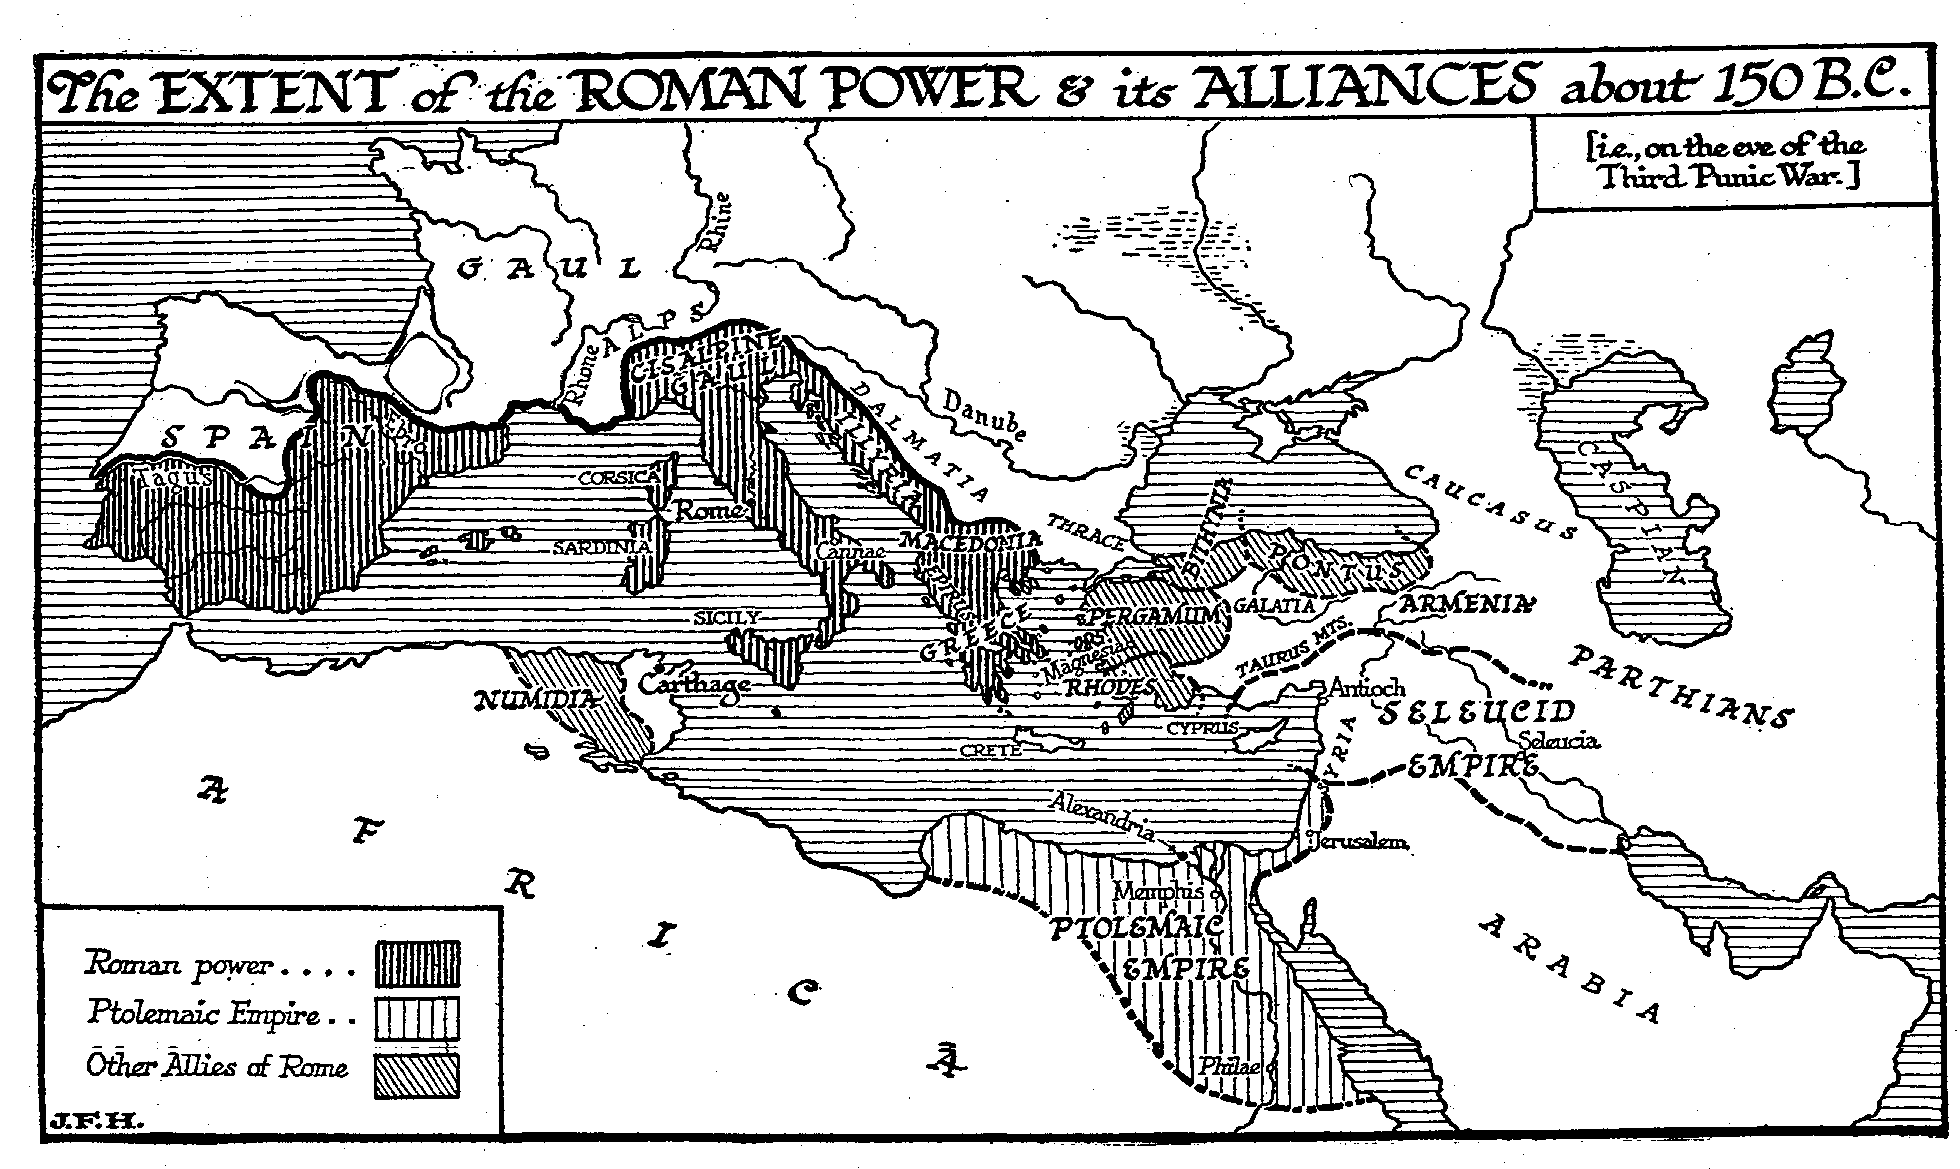 The EXTENT of the ROMAN POWER & its ALLIANCES about 150 B.C.
[i.e., on the eve of the
Third Punic War.]
GAUL
Rhine
ALPS
Rhone
CISALPINE
GAUL
DALMATIA
ILLYRIA
Danube
SPAIN
Ebro
Tagus
CORSICA
Rome
SARDINIA
Cannae
SICILY
MACEDONIA
THRACE
EPIRUS
GREECE
BITHYNIA
PONTUS
CAUCASUS
CASPIAN
PERGAMUM
GALATIA
ARMENIA
Magnesia
RHODES
TAURUS MTS.
PARTHIANS
NUMIDIA
Carthage
CRETE
CYPRUS
Antioch
SELEUCID
EMPIRE
Seleucia
SYRIA
Alexandria
Jerusalem
Memphis
PTOLEMAIC
EMPIRE
Philae
ARABIA
AFRICA
Roman power....
Ptolemaic Empire..
Other Allies of Rome
J.F.H.